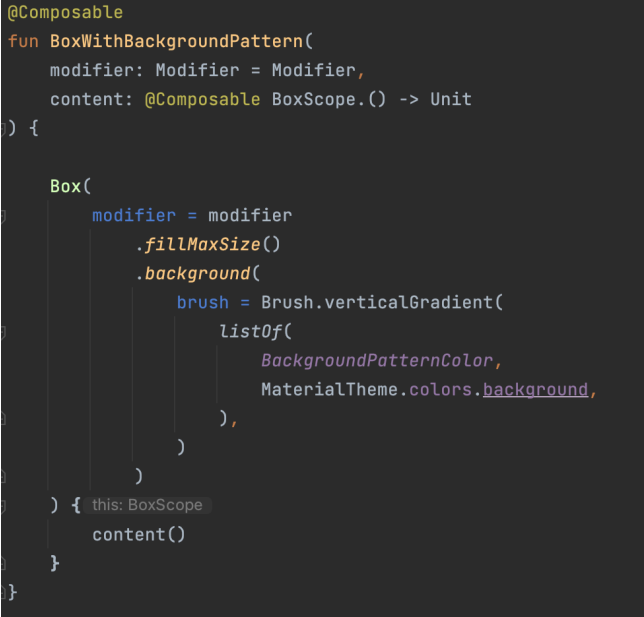 @Composable
fun BoxWithBackgroundPattern(
    modifier: Modifier = Modifier,
    content: @Composable BoxScope.() -> Unit
) {

    Box(
        modifier = modifier
            .fillMaxSize()
            .background(
                brush = Brush.verticalGradient(
                    listOf(
                        BackgroundPatternColor,
                        MaterialTheme.colors.background,
                    ),
                )
            )
    ) { this: BoxScope
        content()
    }
}